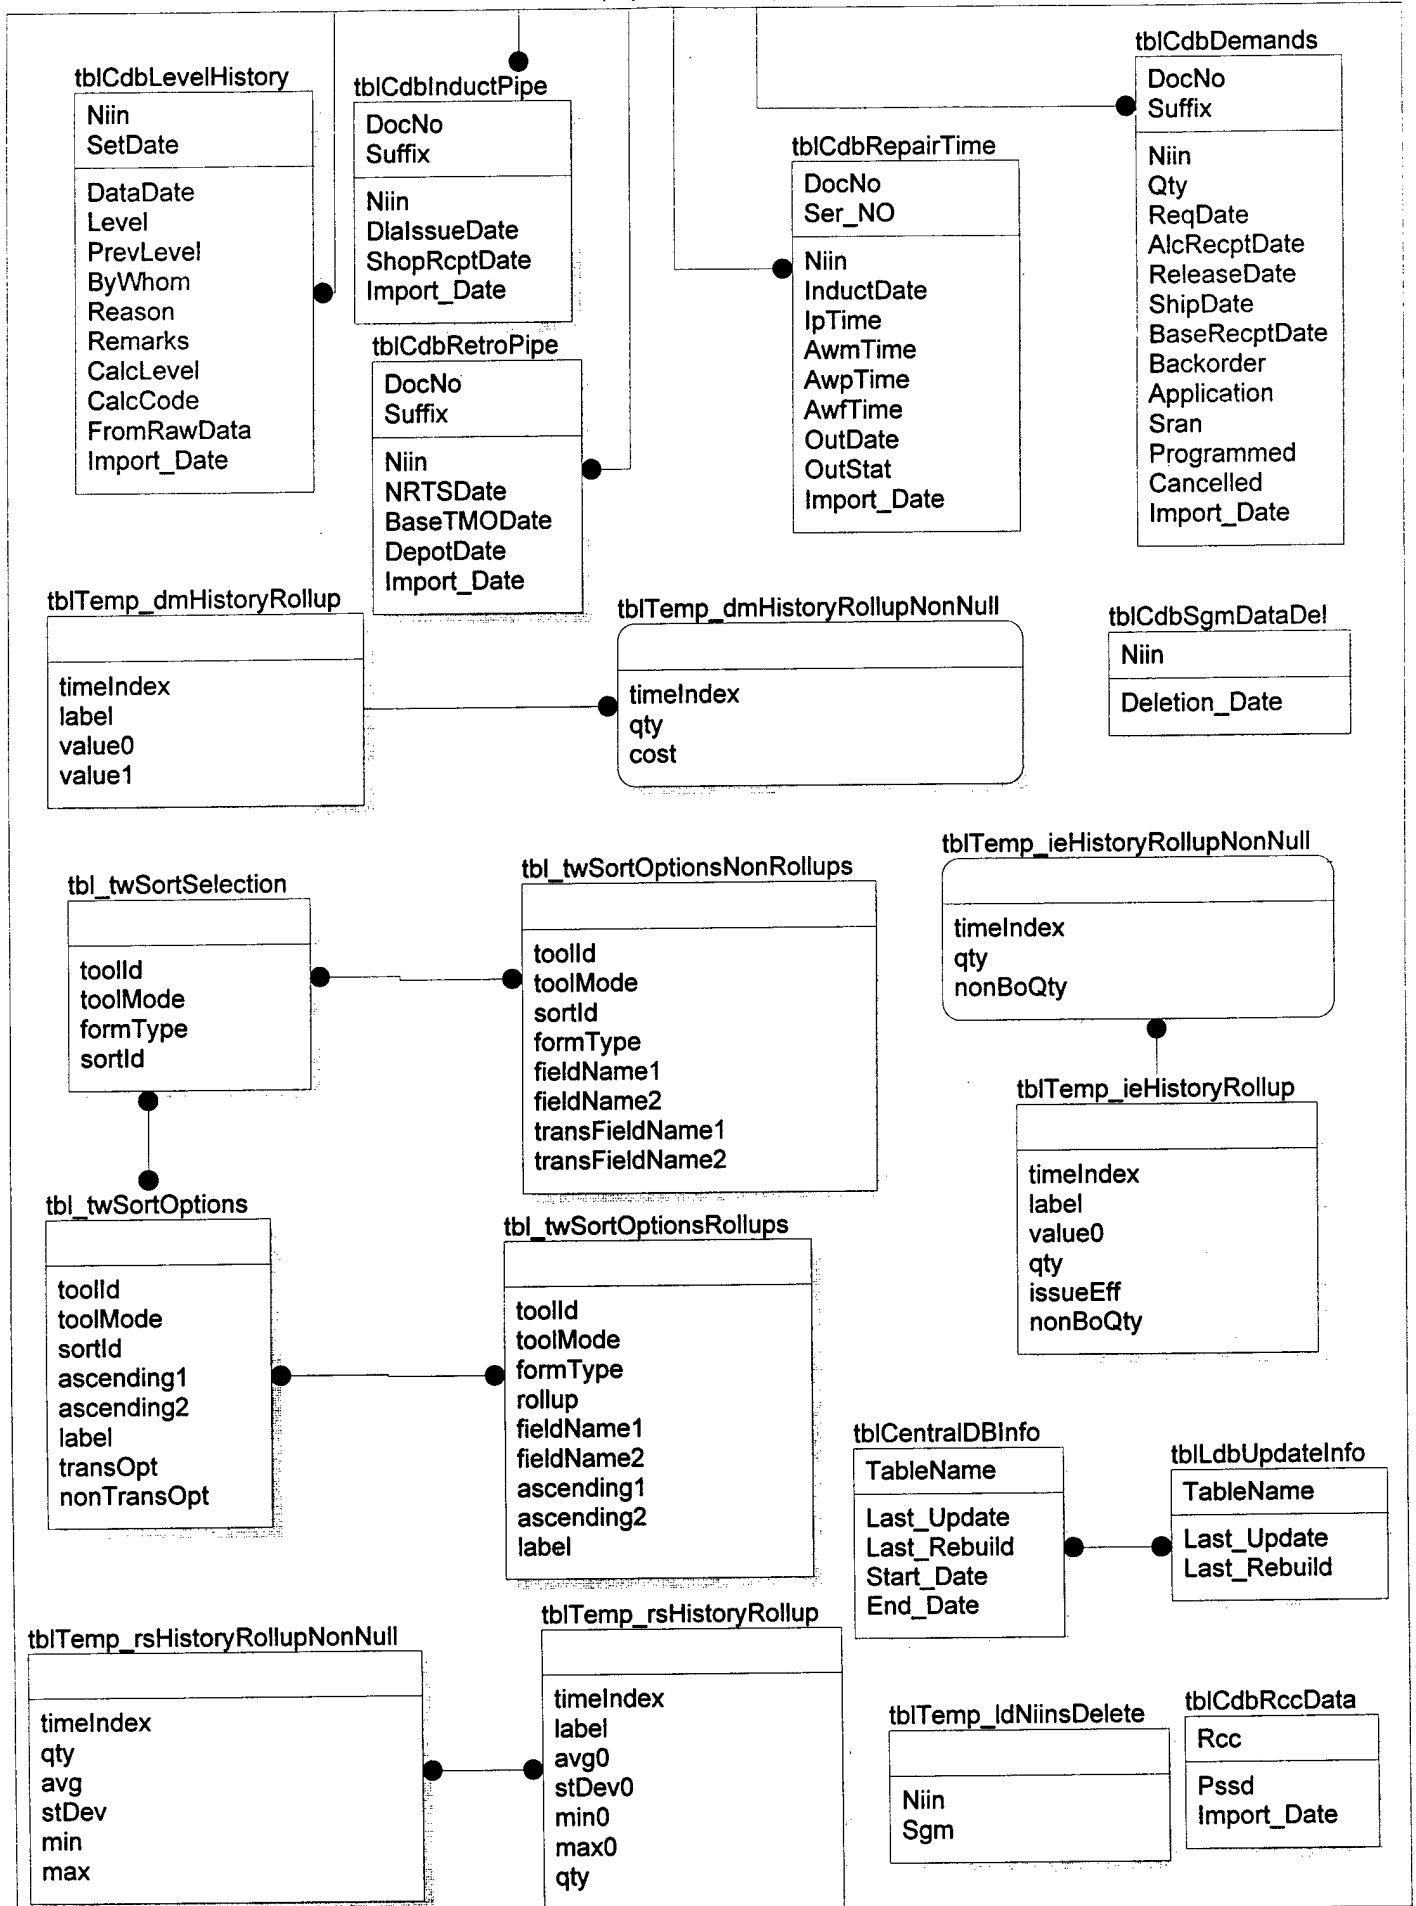 tblCdbLevelHistory
Niin
SetDate
DataDate
Level
PrevLevel
ByWhom
Reason
Remarks
CalcLevel
CalcCode
FromRawData
Import_Date
tblCdbInductPipe
DocNo
Suffix
Niin
DlaIssueDate
ShopRcptDate
Import_Date
tblCdbRetroPipe
DocNo
Suffix
Niin
NRTSDate
BaseTMODate
DepotDate
Import_Date
tblCdbRepairTime
DocNo
Ser_NO
Niin
InductDate
IpTime
AwmTime
AwpTime
AwfTime
OutDate
OutStat
Import_Date
tblCdbDemands
DocNo
Suffix
Niin
Qty
ReqDate
AlcRecptDate
ReleaseDate
ShipDate
BaseRecptDate
Backorder
Application
Sran
Programmed
Cancelled
Import_Date
tblTemp_dmHistoryRollup
timeIndex
label
value0
value1
tblTemp_dmHistoryRollupNonNull
timeIndex
qty
cost
tblCdbSgmDataDel
Niin
Deletion_Date
tbl_twSortSelection
toolId
toolMode
formType
sortId
tbl_twSortOptionsNonRollups
toolId
toolMode
sortId
formType
fieldName1
fieldName2
transFieldName1
transFieldName2
tblTemp_ieHistoryRollupNonNull
timeIndex
qty
nonBoQty
tblTemp_ieHistoryRollup
timeIndex
label
value0
qty
issueEff
nonBoQty
tbl_twSortOptions
toolId
toolMode
sortId
ascending1
ascending2
label
transOpt
nonTransOpt
tbl_twSortOptionsRollups
toolId
toolMode
formType
rollup
fieldName1
fieldName2
ascending1
ascending2
label
tblCentralDBInfo
TableName
Last_Update
Last_Rebuild
Start_Date
End_Date
tblLdbUpdateInfo
TableName
Last_Update
Last_Rebuild
tblTemp_rsHistoryRollupNonNull
timeIndex
qty
avg
stDev
min
max
tblTemp_rsHistoryRollup
timeIndex
label
avg0
stDev0
min0
max0
qty
tblTemp_ldNiinsDelete
Niin
Sgm
tblCdbRccData
Rcc
Pssd
Import_Date